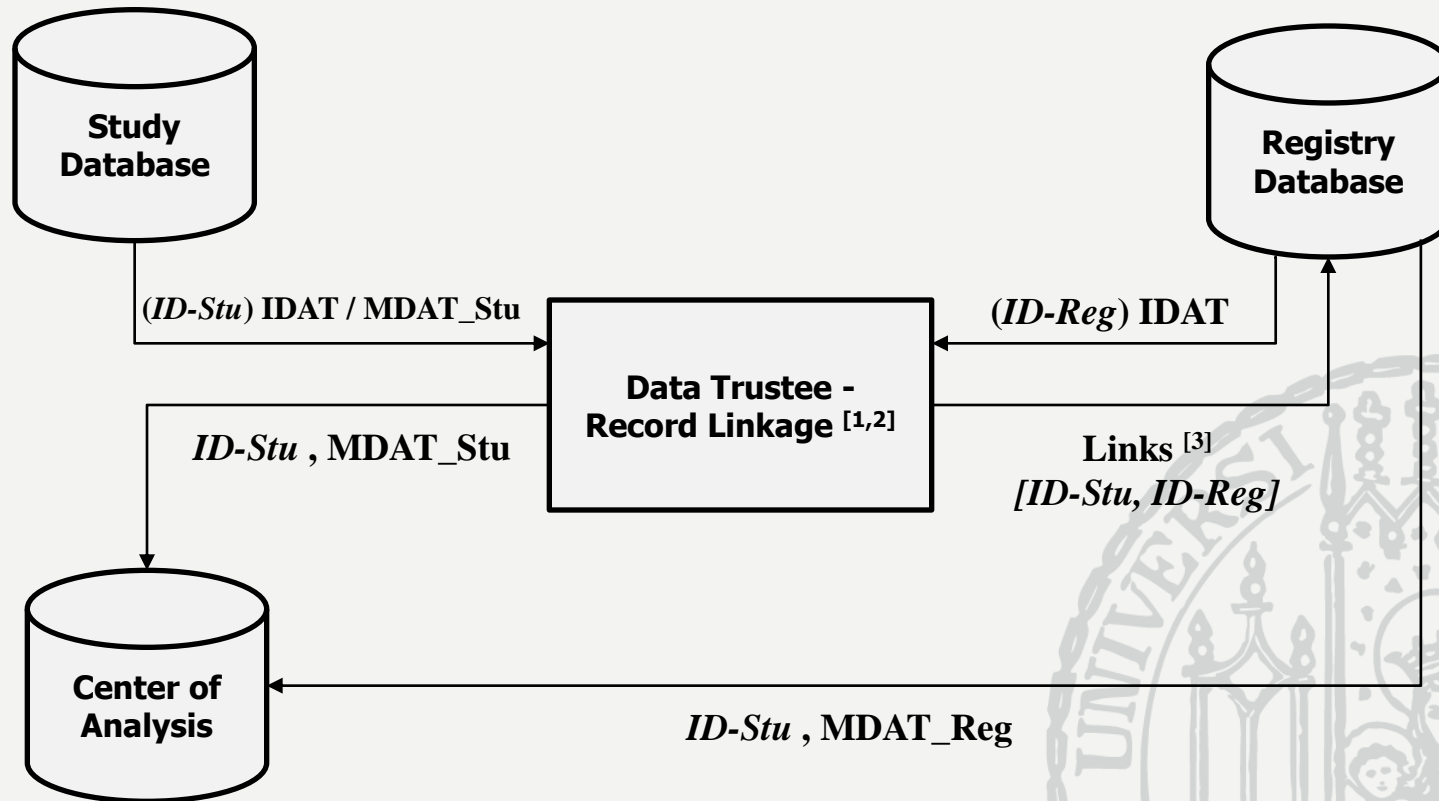 Study
Database
Registry
Database
(ID-Stu) IDAT / MDAT_Stu
(ID-Reg) IDAT
Data Trustee -
Record Linkage [1,2]
ID-Stu , MDAT_Stu
Links [3]
[ID-Stu, ID-Reg]
Center of
Analysis
ID-Stu , MDAT_Reg
UNIVERSI